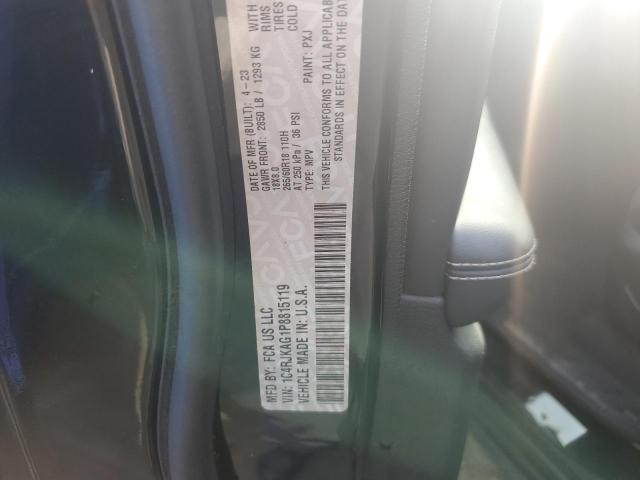 MFD BY: FCA US LLC
DATE OF MFR (BUILT): 4-23
GAWR FRONT: 2850 LB / 1293 KG WITH
18X8.0 RIMS
265/60R18 110H TIRES
AT 250 kPa / 36 PSI COLD
VIN: 1C4RJKAG1P8815119
TYPE: MPV PAINT: PXJ
VEHICLE MADE IN: U.S.A.
THIS VEHICLE CONFORMS TO ALL APPLICAB
STANDARDS IN EFFECT ON THE DAT